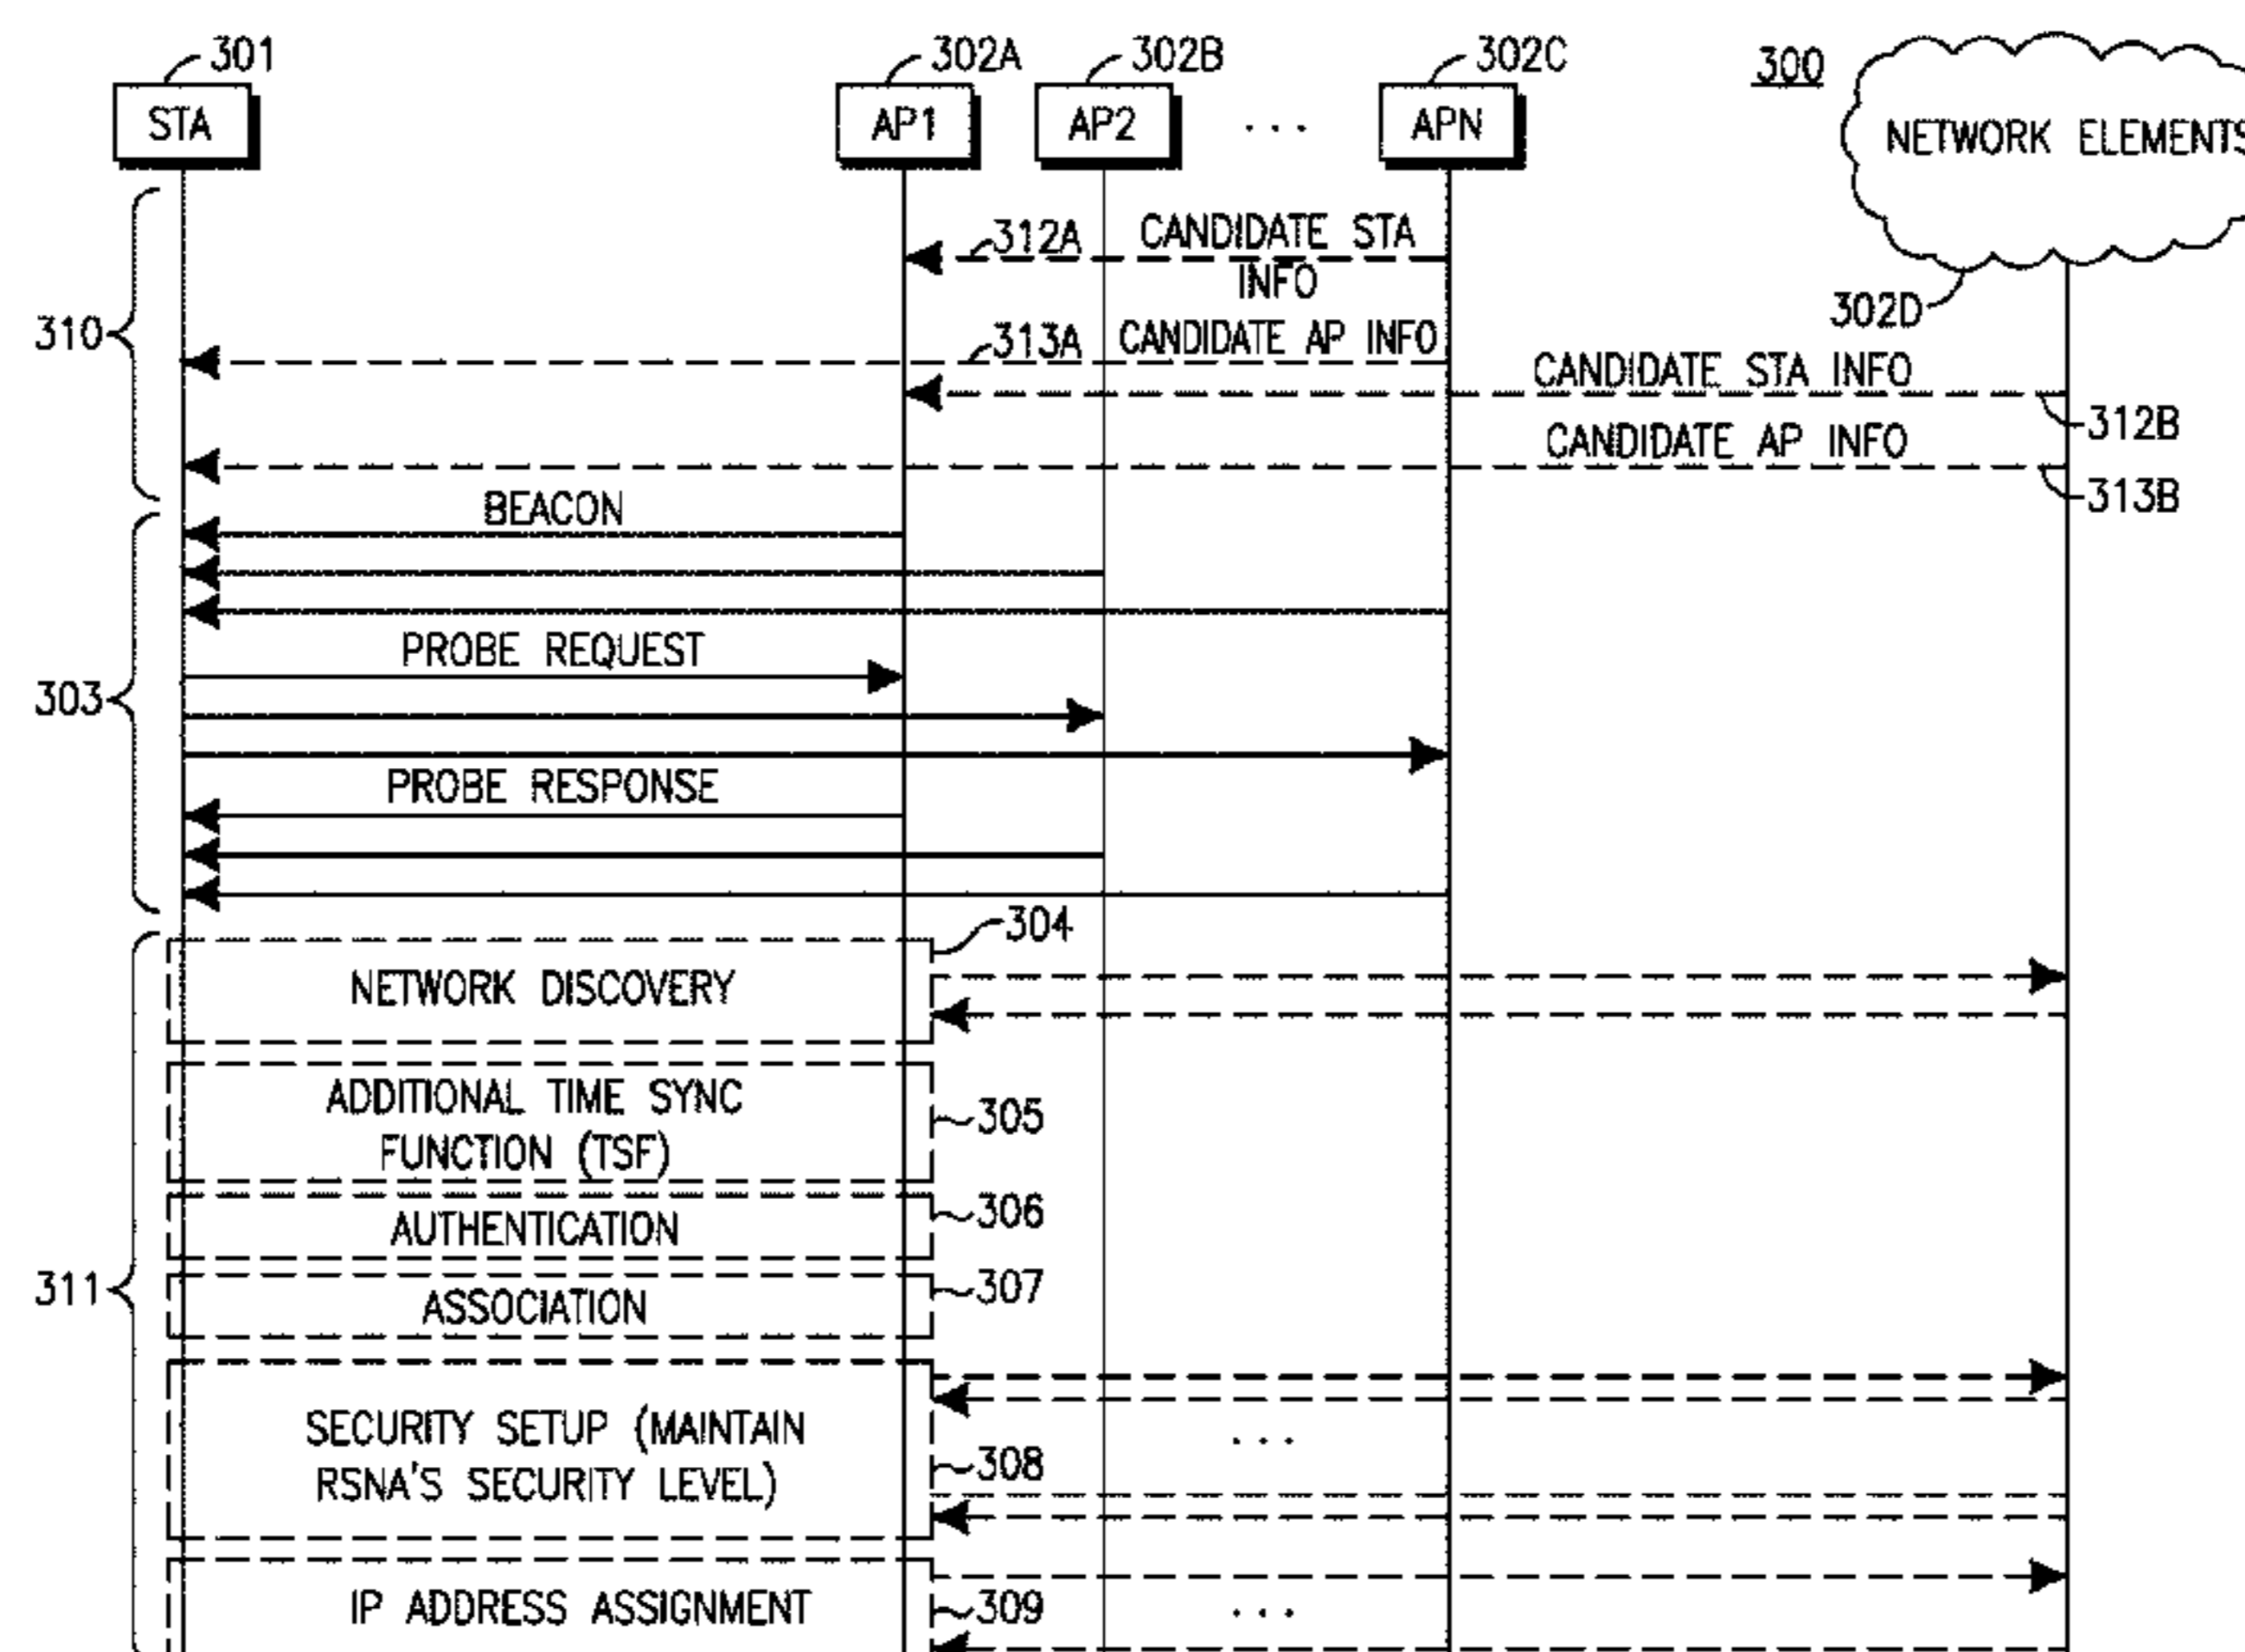 301
302A
302B
302C
300
STA
AP1
AP2
...
APN
NETWORK ELEMENTS
312A
CANDIDATE STA
INFO
302D
310
313A
CANDIDATE AP INFO
CANDIDATE STA INFO
312B
CANDIDATE AP INFO
313B
BEACON
PROBE REQUEST
303
PROBE RESPONSE
304
NETWORK DISCOVERY
ADDITIONAL TIME SYNC
FUNCTION (TSF)
305
AUTHENTICATION
306
311
ASSOCIATION
307
SECURITY SETUP (MAINTAIN
RSNA'S SECURITY LEVEL)
...
308
IP ADDRESS ASSIGNMENT
309
...